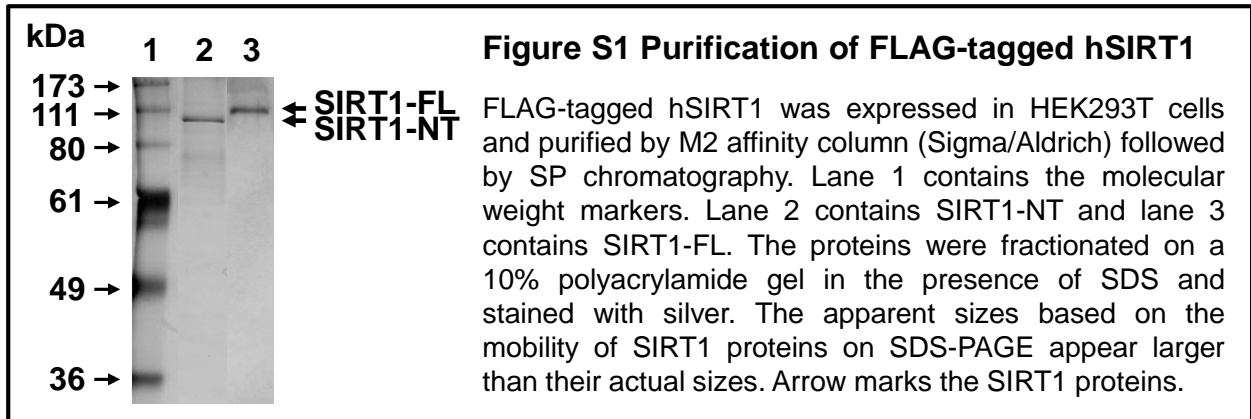 kDa 1 2 3
173
111
80
61
49
36
SIRT1-FL
SIRT1-NT
Figure S1 Purification of FLAG-tagged hSIRT1
FLAG-tagged hSIRT1 was expressed in HEK293T cells
and purified by M2 affinity column (Sigma/Aldrich) followed
by SP chromatography. Lane 1 contains the molecular
weight markers. Lane 2 contains SIRT1-NT and lane 3
contains SIRT1-FL. The proteins were fractionated on a
10% polyacrylamide gel in the presence of SDS and
stained with silver. The apparent sizes based on the
mobility of SIRT1 proteins on SDS-PAGE appear larger
than their actual sizes. Arrow marks the SIRT1 proteins.